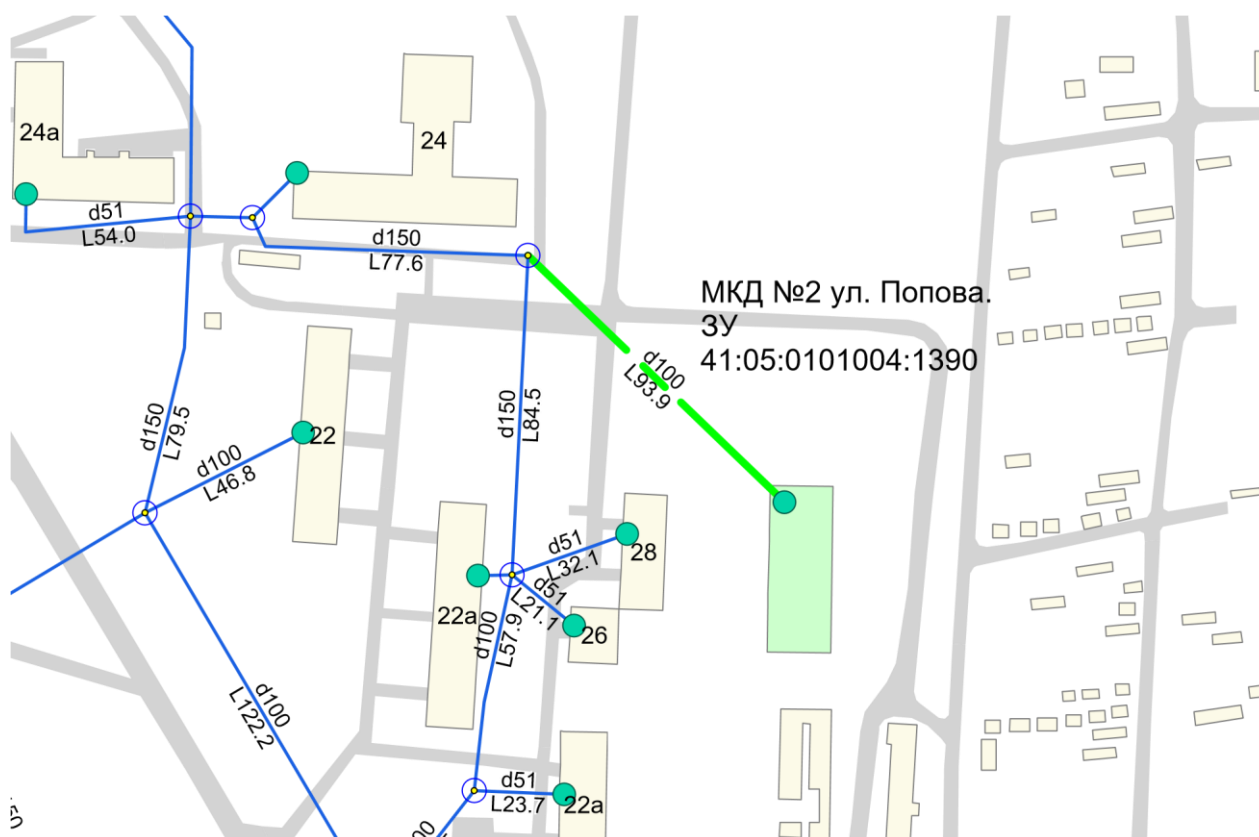 24а
24
d51
L54.0
d150
L77.6
МКД №2 ул. Попова.
ЗУ
41:05:0101004:1390
d100
L93.9
d150
L79.5
d100
L46.8
22
d150
L84.5
d51
L32.1
28
d51
L21.1
26
22а
d100
L57.9
d100
L122.2
d51
L23.7
22а
00